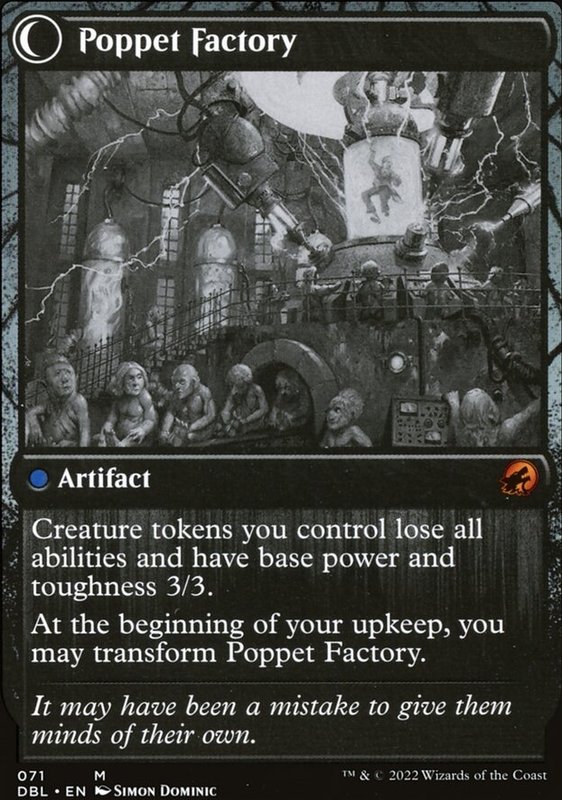 Poppet Factory
Artifact
Creature tokens you control lose all
abilities and have base power and
toughness 3/3.
At the beginning of your upkeep, you
may transform Poppet Factory.
It may have been a mistake to give them
minds of their own.
071 M
DBL • EN Simon Dominic
™ & © 2022 Wizards of the Coast